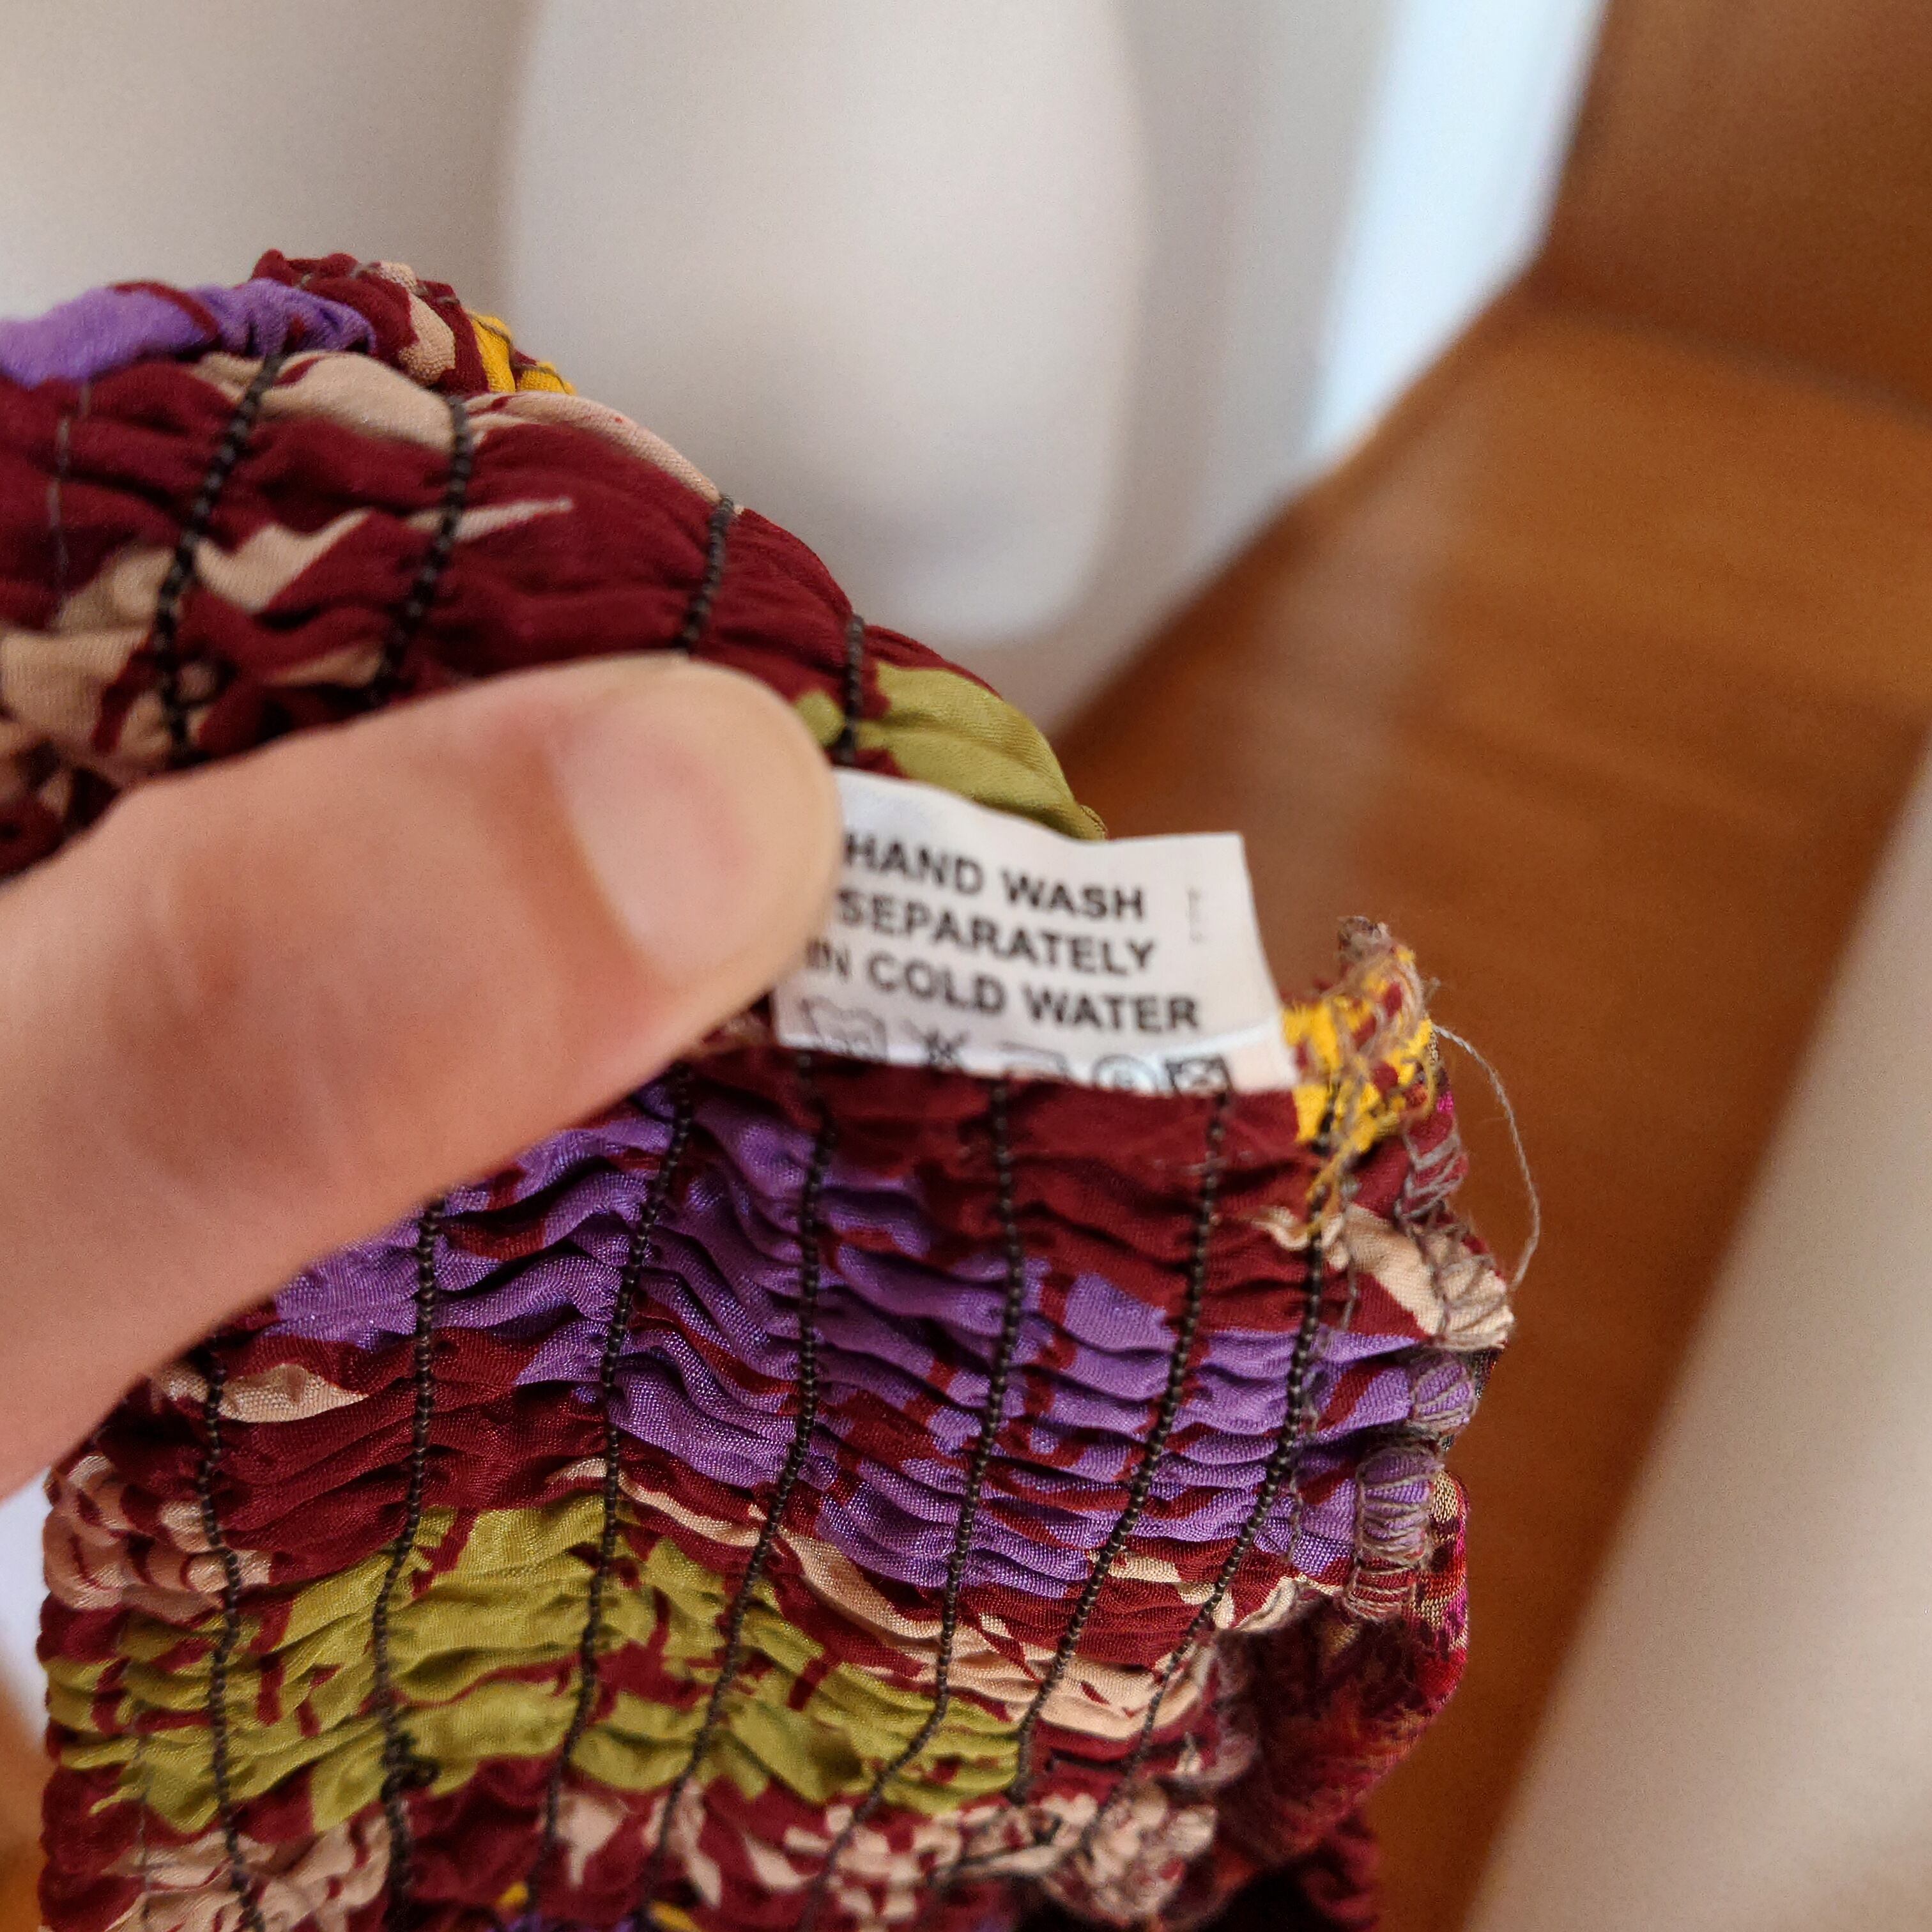 HAND WASH
SEPARATELY
IN COLD WATER